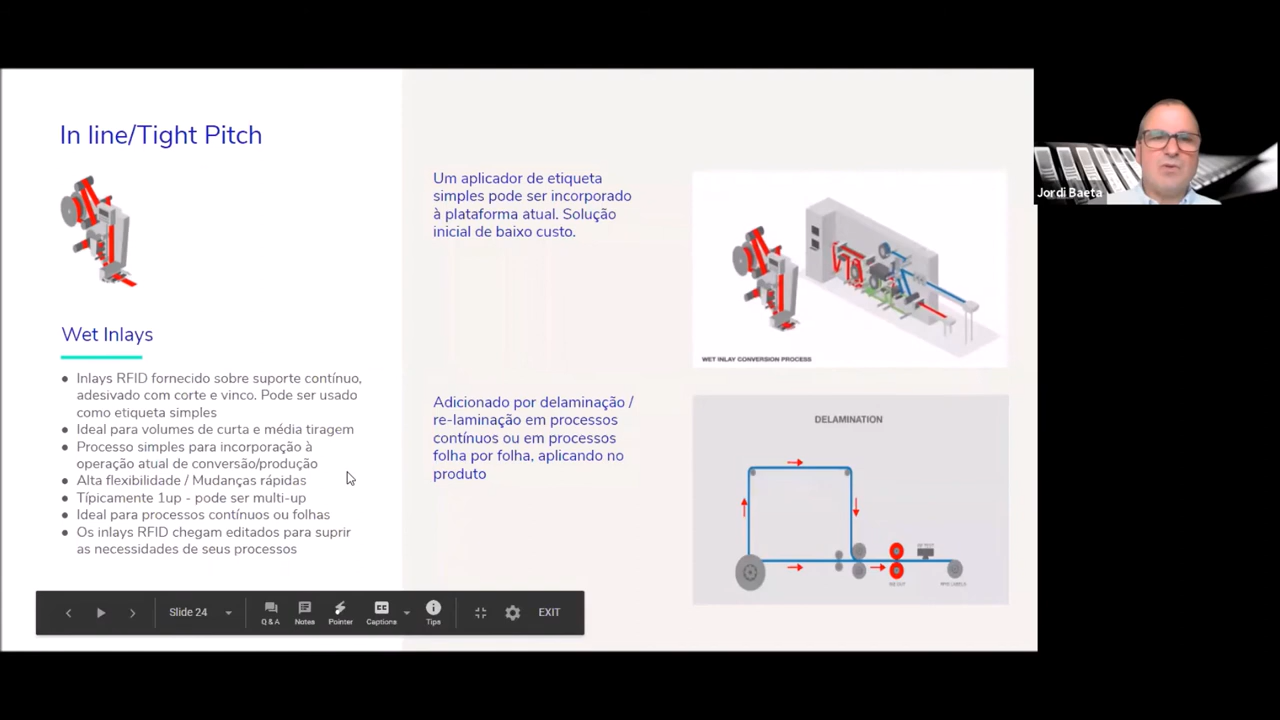 In line/Tight Pitch
Wet Inlays
● Inlays RFID fornecido sobre suporte contínuo,
adesivado com corte e vinco. Pode ser usado
como etiqueta simples
● Ideal para volumes de curta e média tiragem
● Processo simples para incorporação à
operação atual de conversão/produção
● Alta flexibilidade / Mudanças rápidas
● Típicamente 1up - pode ser multi-up
● Ideal para processos contínuos ou folhas
● Os inlays RFID chegam editados para suprir
as necessidades de seus processos
Um aplicador de etiqueta
simples pode ser incorporado
à plataforma atual. Solução
inicial de baixo custo.
WET INLAY CONVERSION PROCESS
Adicionado por delaminação /
re-laminação em processos
contínuos ou em processos
folha por folha, aplicando no
produto
DELAMINATION
Jordi Baeta
Slide 24
Q & A
Notes
Pointer
CC
Captions
Tips
EXIT